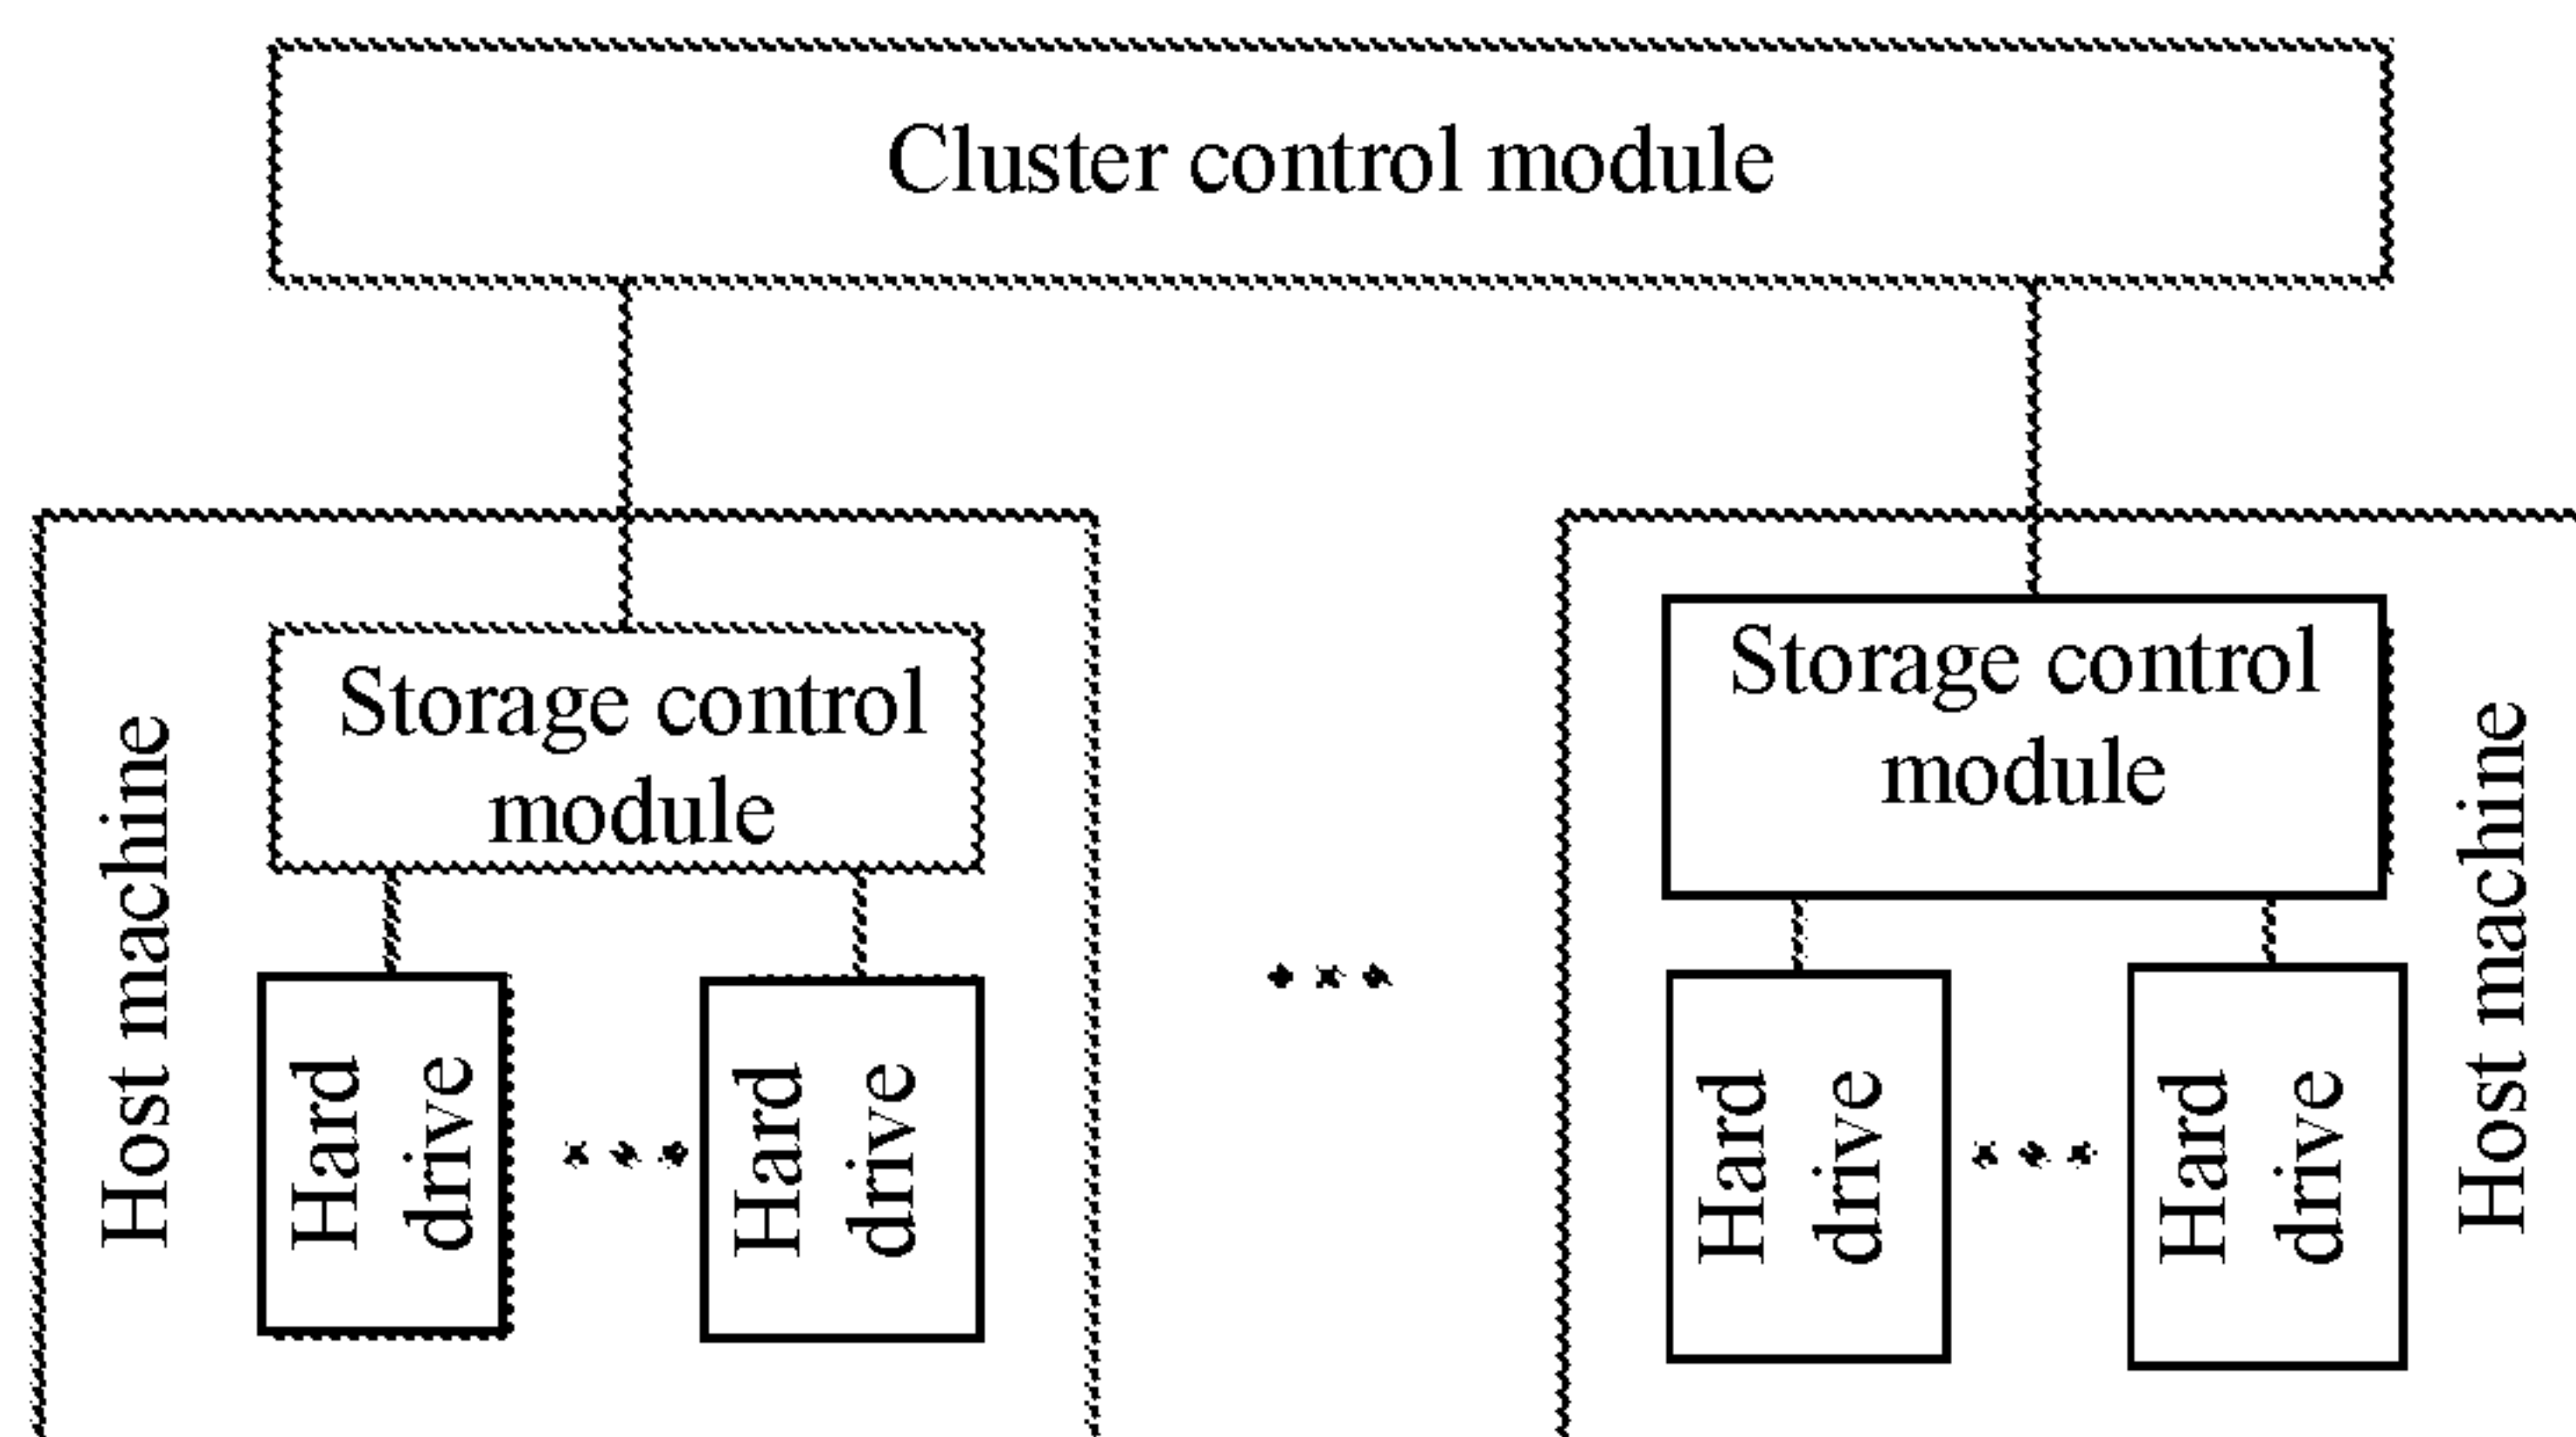 Cluster control module
Host machine
Storage control
module
Hard
drive
Hard
drive
Storage control
module
Hard
drive
Hard
drive
Host machine